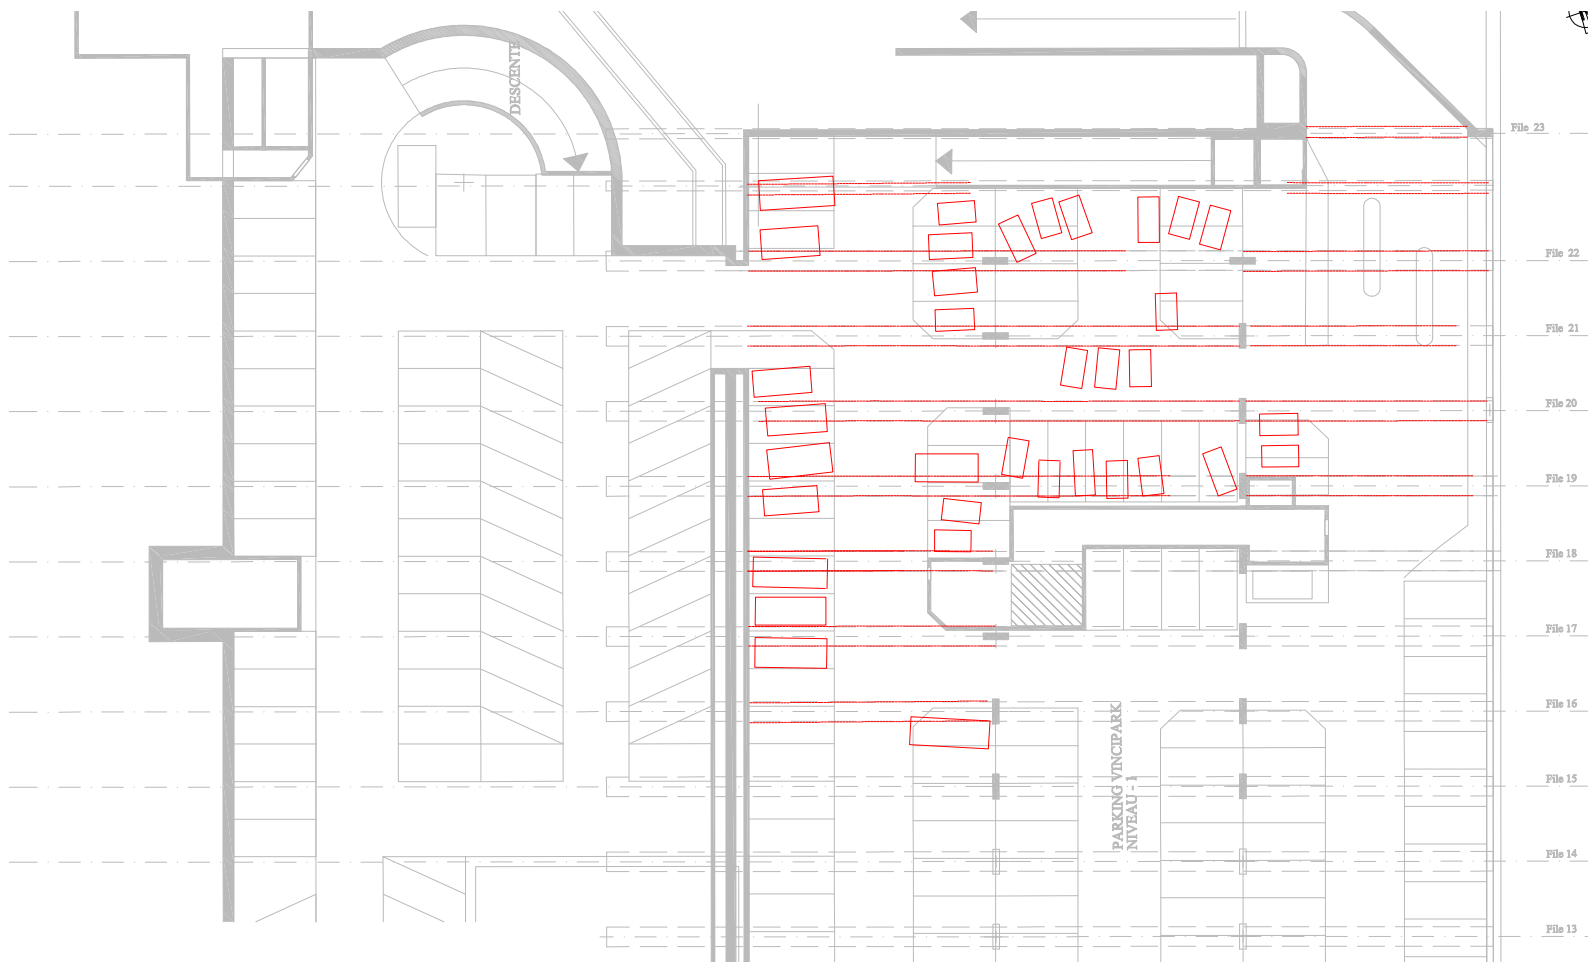 DESCENTE
File 23
File 22
File 21
File 20
File 19
File 18
File 17
File 16
File 15
File 14
File 13
PARKING VINCIPARK
NIVEAU - 1